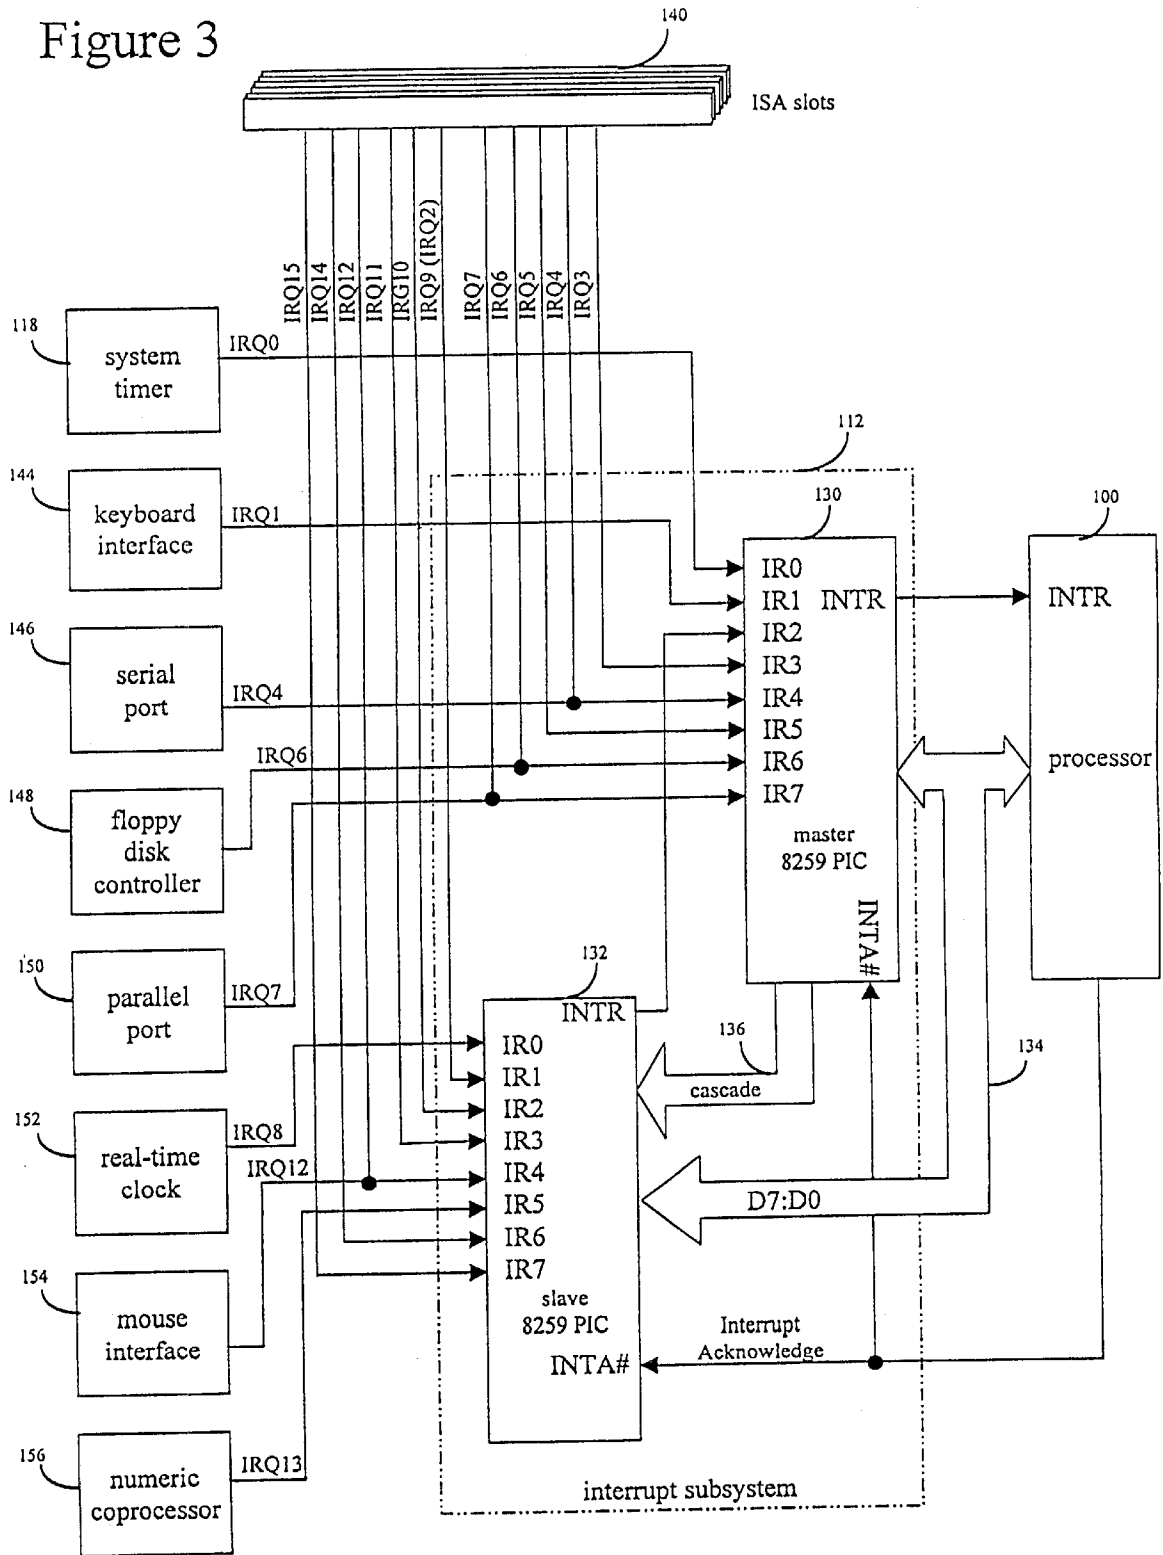 Figure 3
140
ISA slots
IRQ15
IRQ14
IRQ12
IRQ11
IRG10
IRQ9 (IRQ2)
IRQ7
IRQ6
IRQ5
IRQ4
IRQ3
118
system
timer
IRQ0
112
144
keyboard
interface
IRQ1
130
100
IR0
IR1
IR2
IR3
IR4
IR5
IR6
IR7
INTR
INTR
master
8259 PIC
INTA#
processor
146
serial
port
IRQ4
IRQ6
148
floppy
disk
controller
150
parallel
port
IRQ7
132
INTR
IR0
IR1
IR2
IR3
IR4
IR5
IR6
IR7
slave
8259 PIC
INTA#
136
cascade
134
D7:D0
152
real-time
clock
IRQ8
IRQ12
154
mouse
interface
Interrupt
Acknowledge
156
numeric
coprocessor
IRQ13
interrupt subsystem